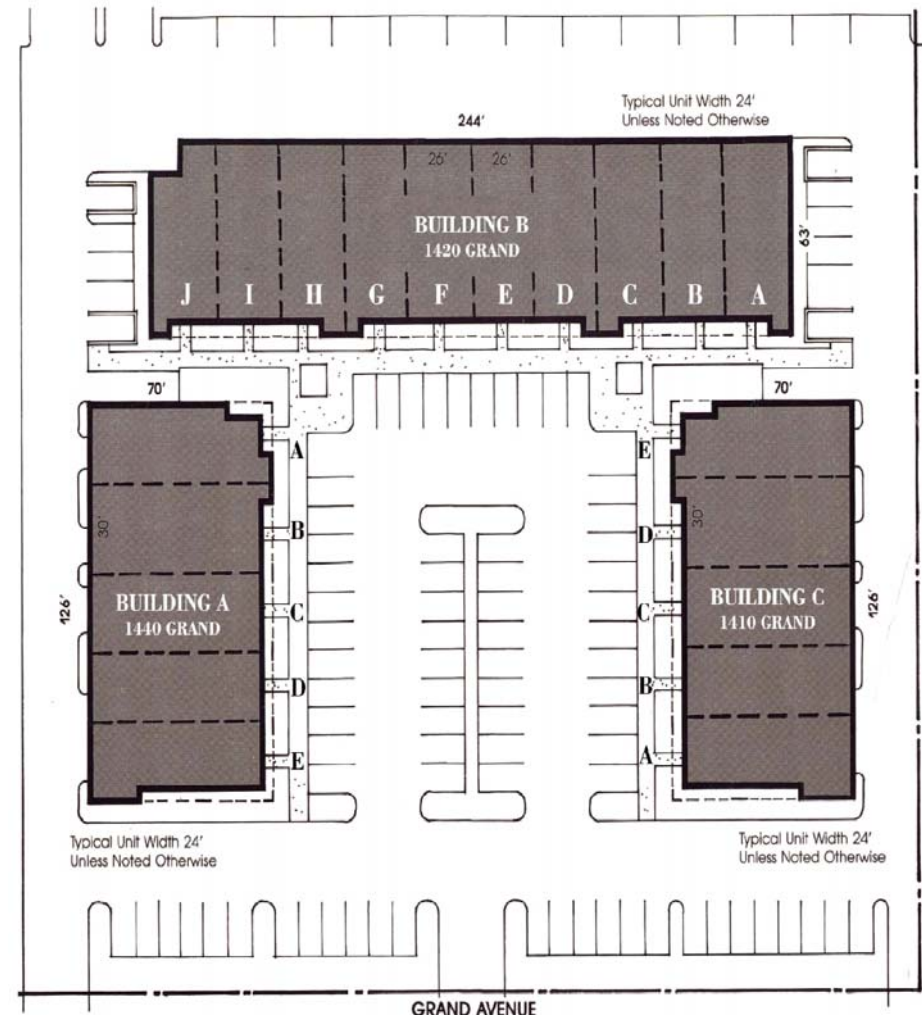 Typical Unit Width 24'
Unless Noted Otherwise
244'
26'
26'
BUILDING B
1420 GRAND
63'
J I H G F E D C B A
70'
70'
A
E
30'
30'
B
D
BUILDING A
1440 GRAND
C
126'
BUILDING C
1410 GRAND
C
126'
D
B
E
A
Typical Unit Width 24'
Unless Noted Otherwise
Typical Unit Width 24'
Unless Noted Otherwise
GRAND AVENUE